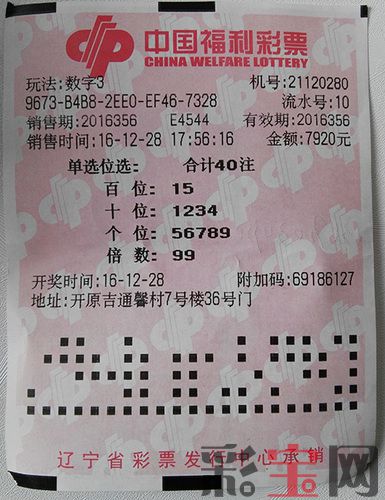 中国福利彩票
CHINA WELFARE LOTTERY
玩法:数字3 机号:21120280
9673-B4B8-2EE0-EF46-7328 流水号:10
销售期:2016356 E4544 有效期:2016356
销售时间:16-12-28 17:56:16 金额:7920元
单选位选: 合计40注
百 位: 15
十 位: 1234
个 位: 56789
倍 数: 99
开奖时间:16-12-28 附加码:69186127
地址:开原吉通馨村7号楼36号门
辽宁省彩票发行中心承销
彩宝网